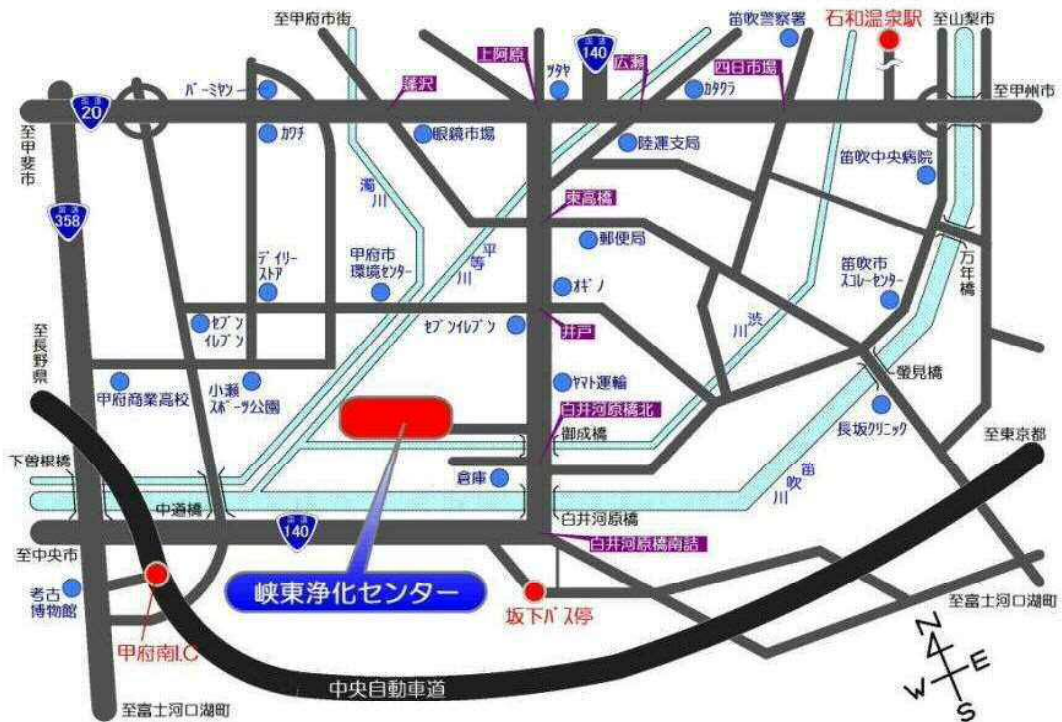 至甲府市街
国道
140
笛吹警察署
石和温泉駅
至山梨市
上阿原
ツタヤ
広瀬
四日市場
カタクラ
バーミヤン
蓬沢
国道
20
至甲州市
至甲斐市
カワチ
眼鏡市場
陸運支局
笛吹中央病院
濁川
国道
358
東高橋
平等川
郵便局
万年橋
デイリー
ストア
甲府市
環境センター
オギノ
笛吹市
スコレーセンター
渋川
セブン
イレブン
セブンイレブン
井戸
至長野県
蛍見橋
甲府商業高校
小瀬
スポーツ公園
ヤマト運輸
白井河原橋北
長坂クリニック
御成橋
至東京都
下曽根橋
倉庫
笛吹川
中道橋
白井河原橋
国道
140
白井河原橋南詰
至中央市
考古
博物館
峡東浄化センター
坂下バス停
至富士河口湖町
甲府南I.C
N
E
W
S
中央自動車道
至富士河口湖町